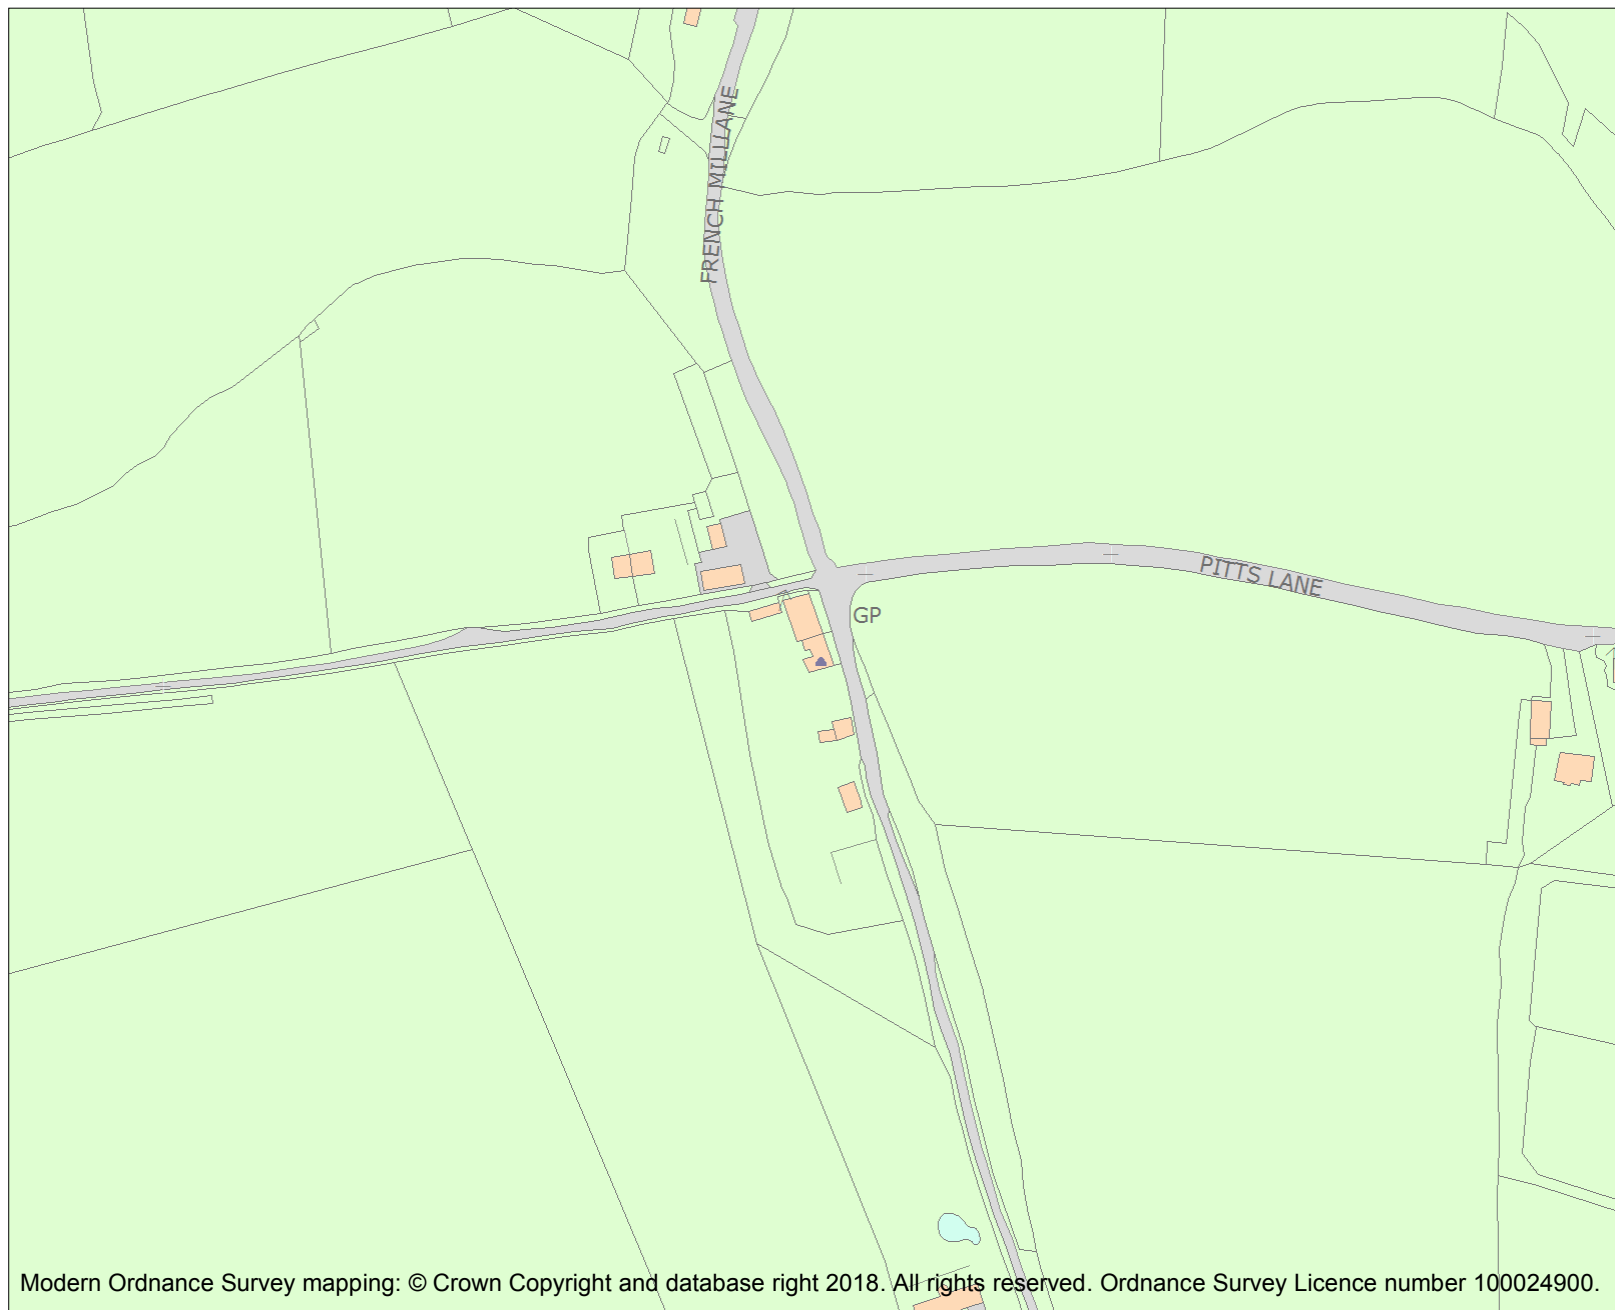 FRENCH MILL LANE
PITTS LANE
GP
Modern Ordnance Survey mapping: © Crown Copyright and database right 2018. All rights reserved. Ordnance Survey Licence number 100024900.